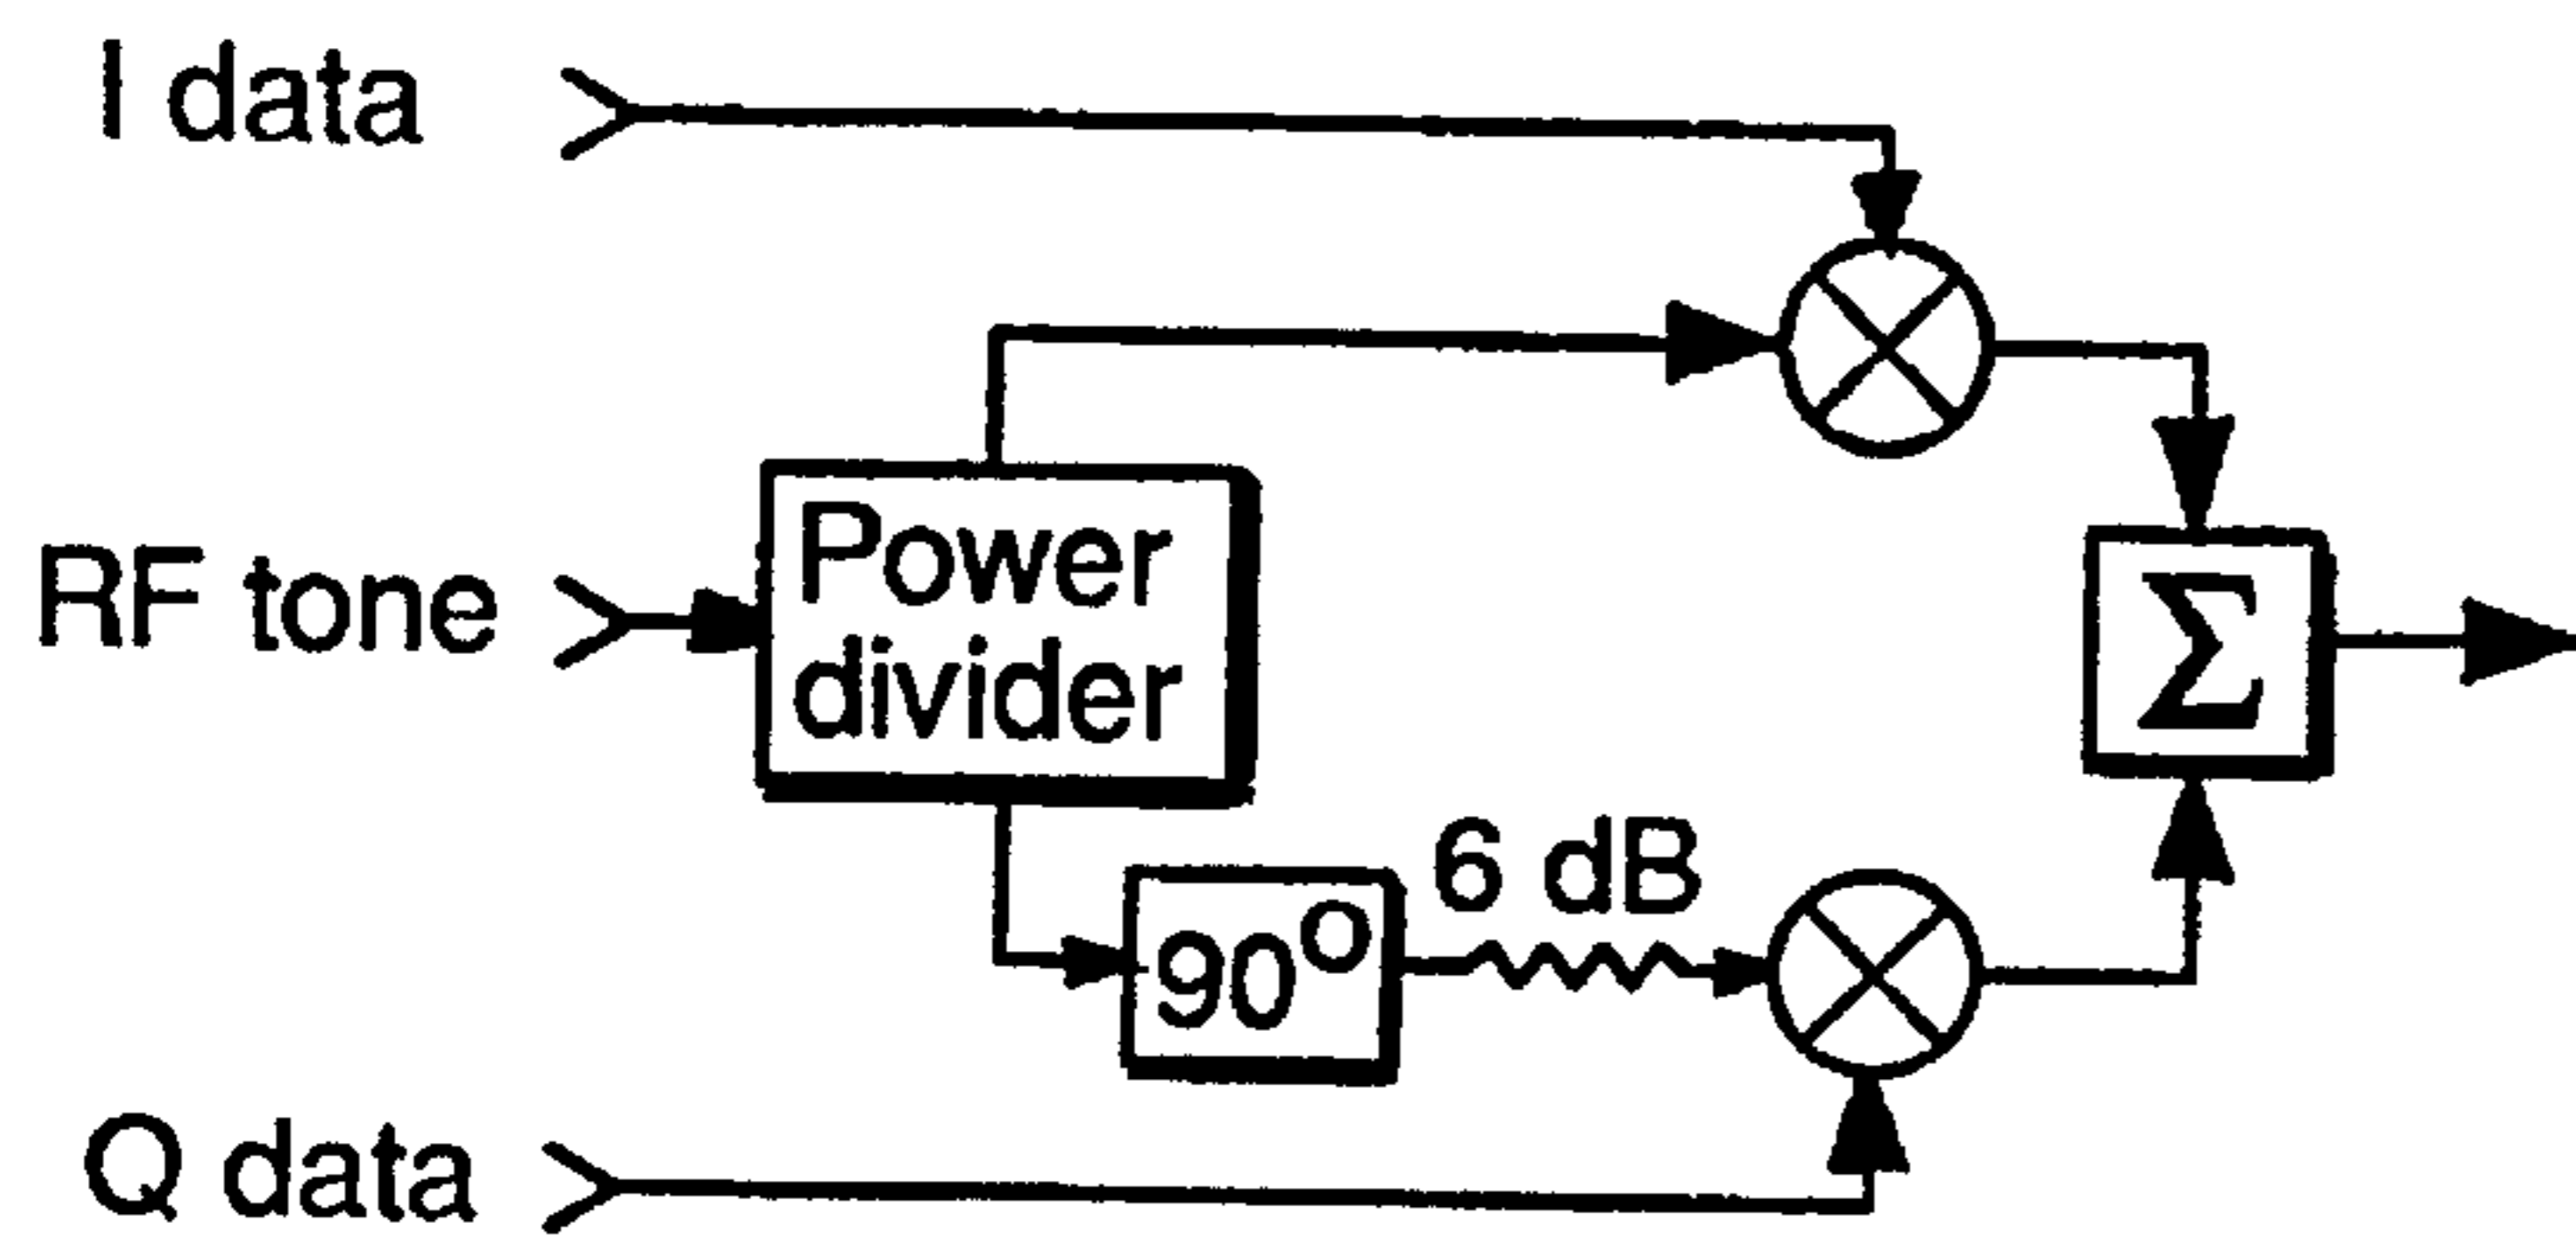 I data
RF tone
Power
divider
Σ
6 dB
90°
Q data